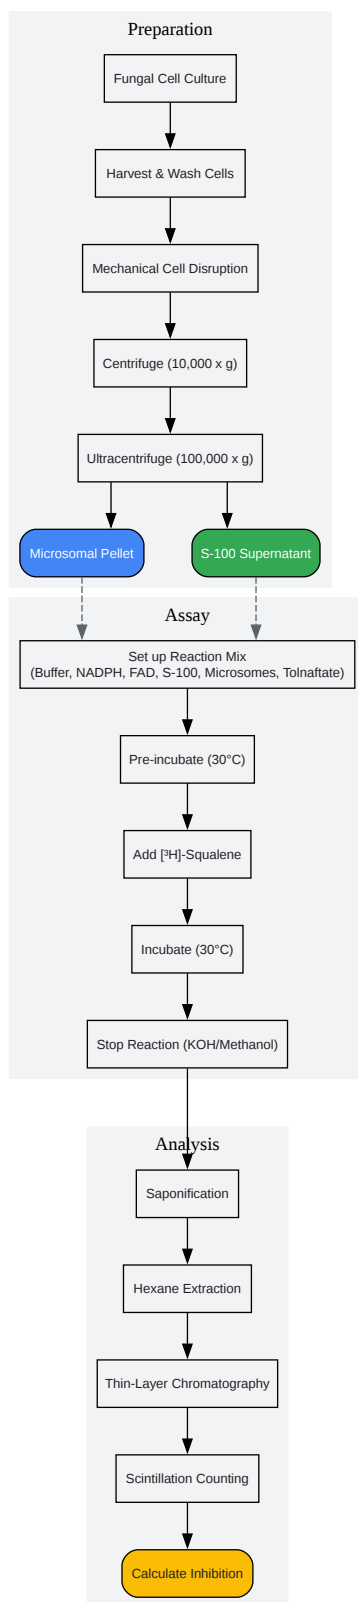 Preparation
Fungal Cell Culture
Harvest & Wash Cells
Mechanical Cell Disruption
Centrifuge (10,000 x g)
Ultracentrifuge (100,000 x g)
Microsomal Pellet
S-100 Supernatant
Assay
Set up Reaction Mix
(Buffer, NADPH, FAD, S-100, Microsomes, Tolnaftate)
Pre-incubate (30°C)
Add [³H]-Squalene
Incubate (30°C)
Stop Reaction (KOH/Methanol)
Analysis
Saponification
Hexane Extraction
Thin-Layer Chromatography
Scintillation Counting
Calculate Inhibition